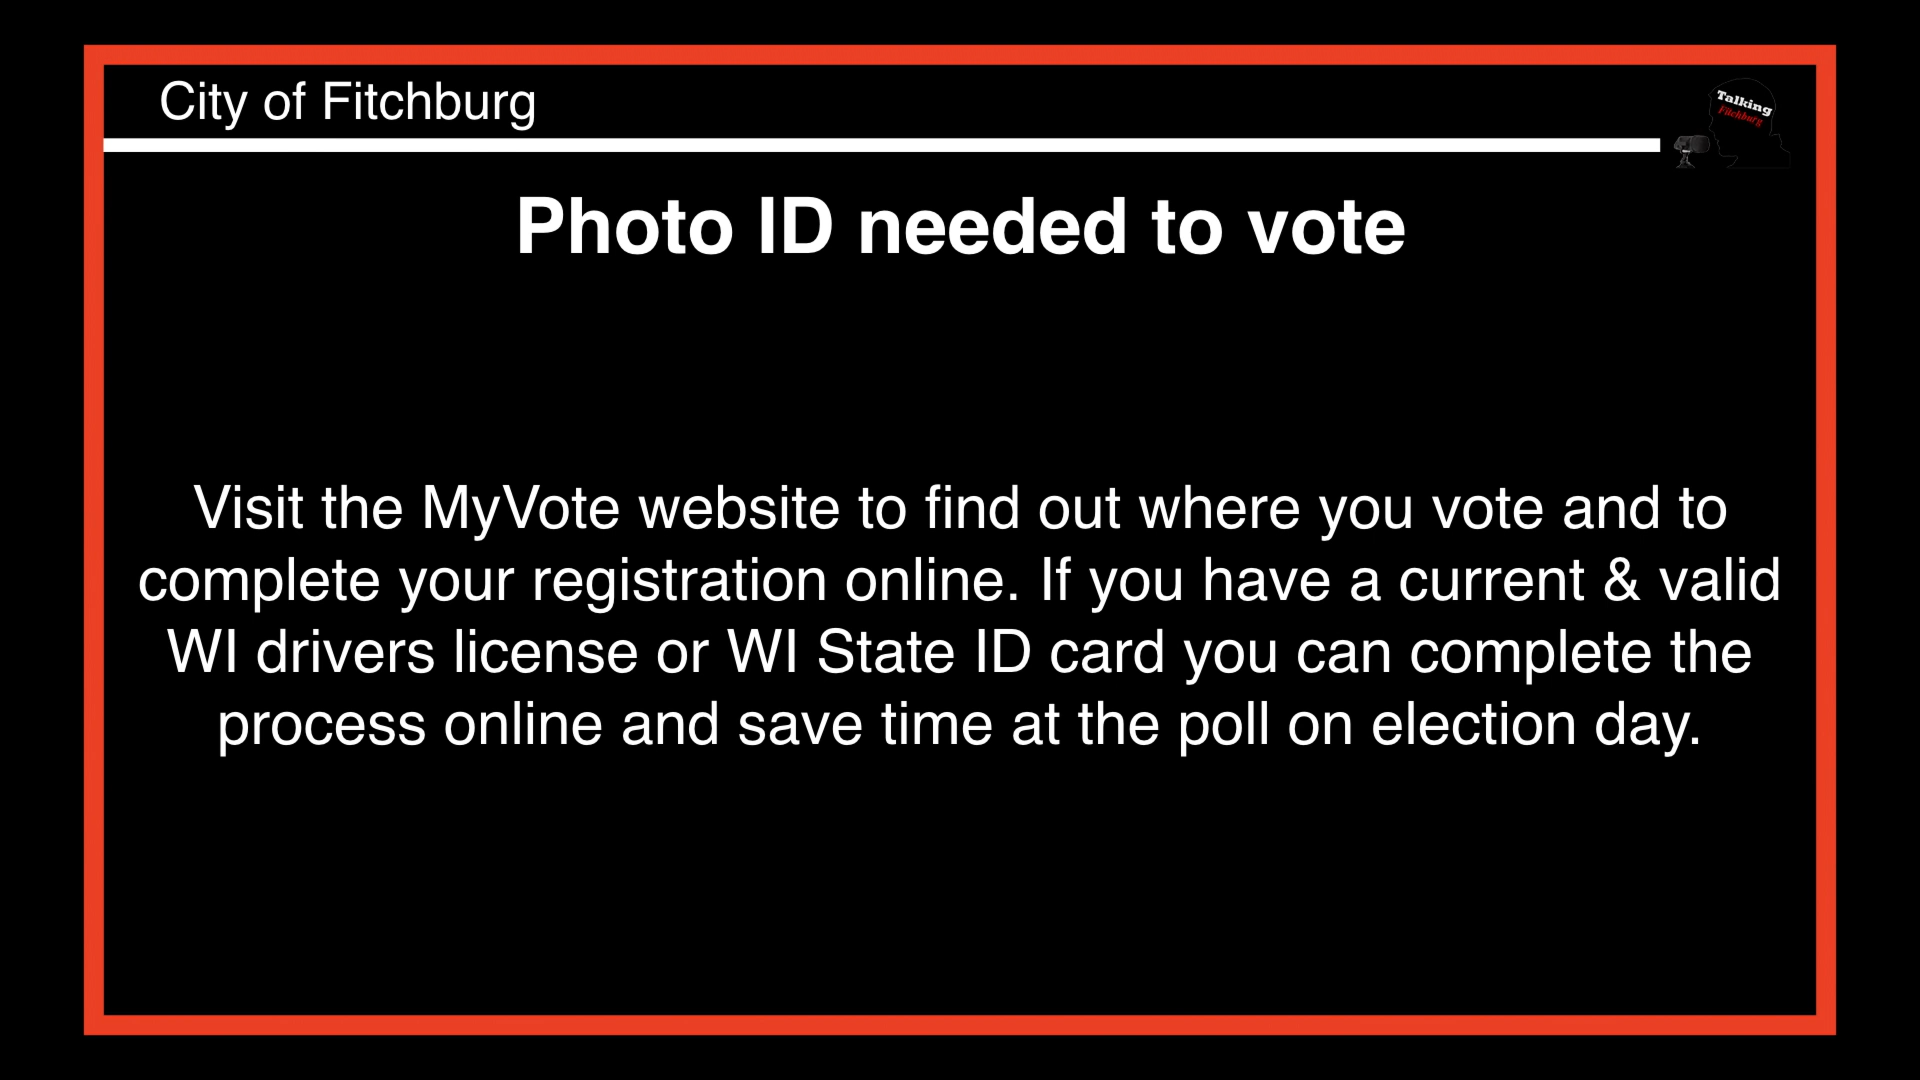 City of Fitchburg
Talking
Fitchburg
Photo ID needed to vote
Visit the MyVote website to find out where you vote and to
complete your registration online. If you have a current & valid
WI drivers license or WI State ID card you can complete the
process online and save time at the poll on election day.